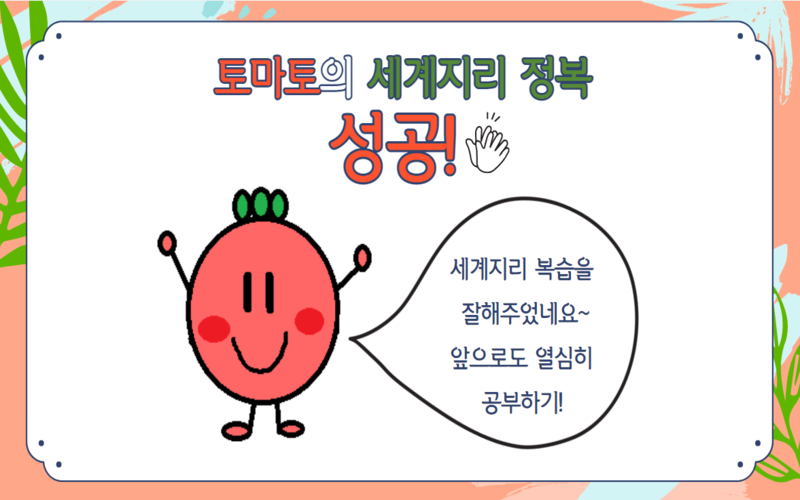 토마토의 세계지리 정복
성공!
세계지리 복습을
잘해주었네요~
앞으로도 열심히
공부하기!